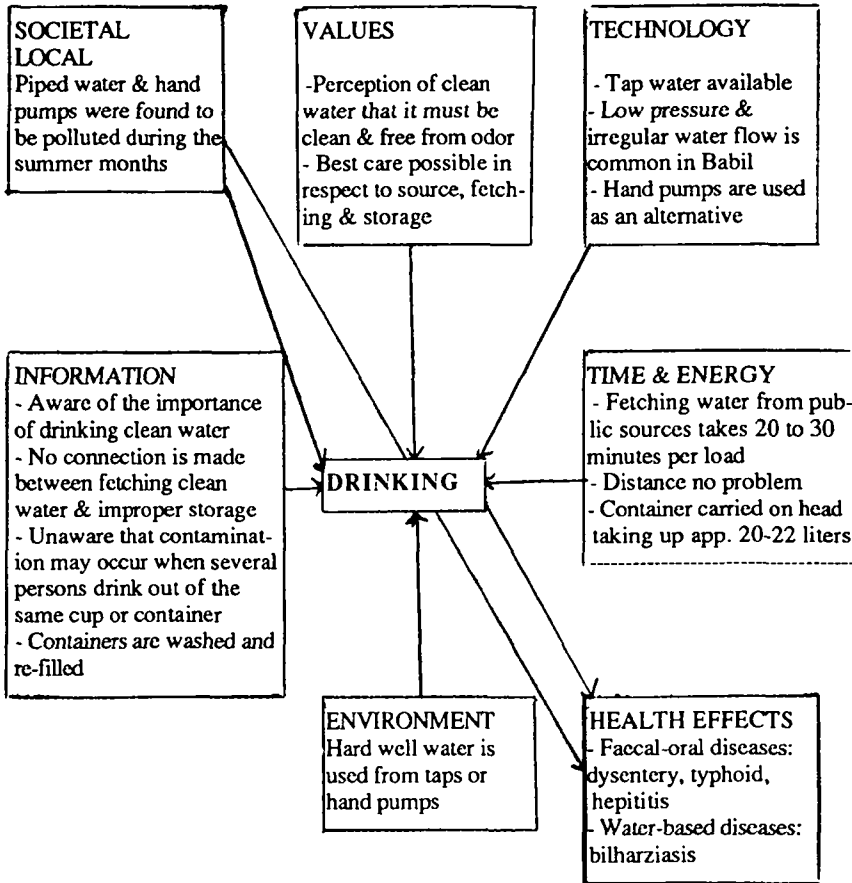 SOCIETAL
LOCAL
Piped water & hand
pumps were found to
be polluted during the
summer months
VALUES
-Perception of clean
water that it must be
clean & free from odor
- Best care possible in
respect to source, fetch-
ing & storage
TECHNOLOGY
- Tap water available
- Low pressure &
irregular water flow is
common in Babil
- Hand pumps are used
as an alternative
INFORMATION
- Aware of the importance
of drinking clean water
- No connection is made
between fetching clean
water & improper storage
- Unaware that contaminat-
ion may occur when several
persons drink out of the
same cup or container
- Containers are washed and
re-filled
DRINKING
TIME & ENERGY
- Fetching water from pub-
lic sources takes 20 to 30
minutes per load
- Distance no problem
- Container carried on head
taking up app. 20-22 liters
ENVIRONMENT
Hard well water is
used from taps or
hand pumps
HEALTH EFFECTS
- Faecal-oral diseases:
dysentery, typhoid,
hepititis
- Water-based diseases:
bilharziasis